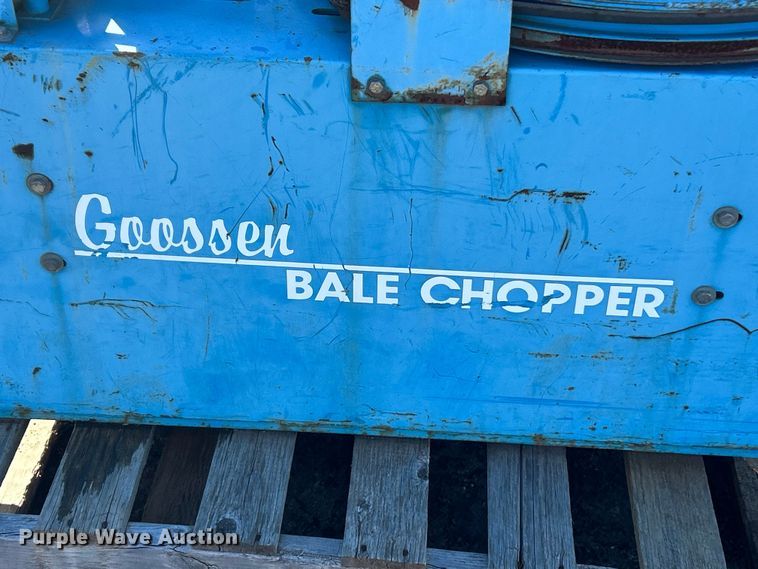 Goossen
BALE CHOPPER
Purple Wave Auction